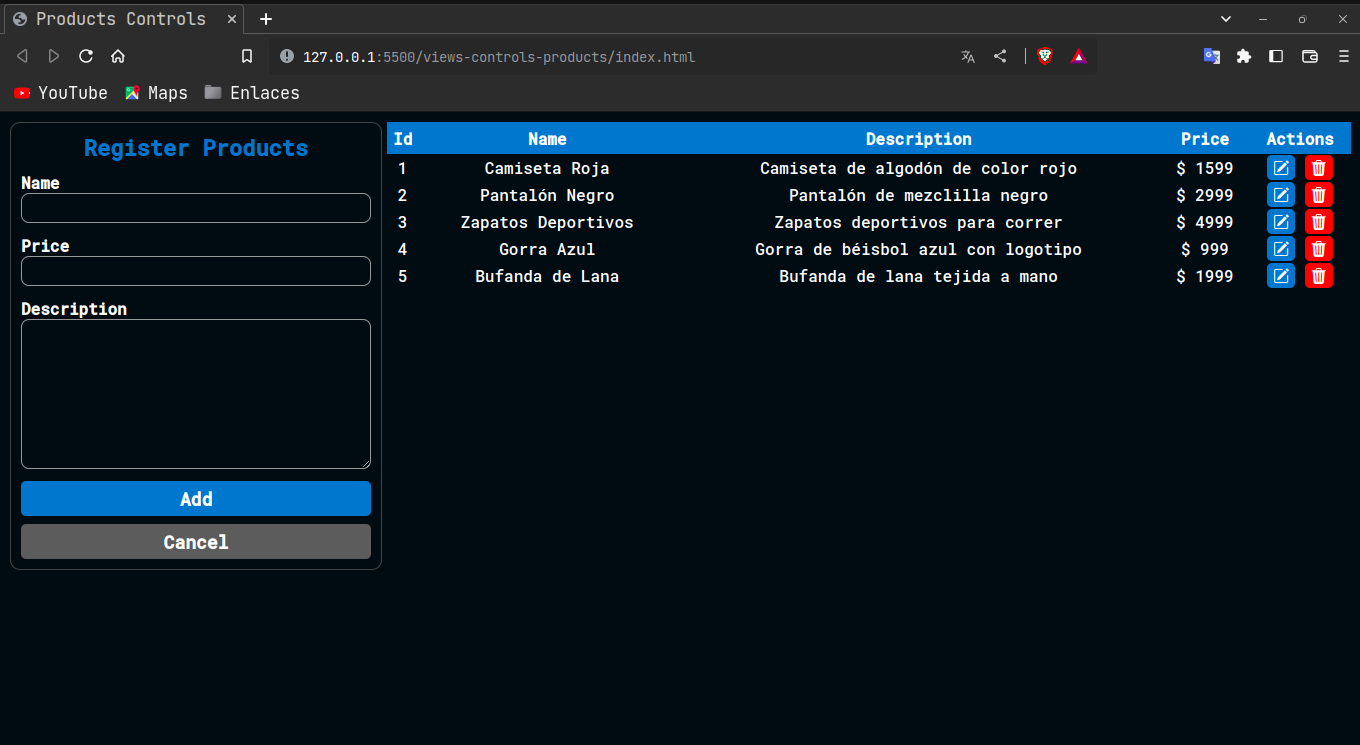 Products Controls
127.0.0.1:5500/views-controls-products/index.html
YouTube Maps Enlaces
Register Products
Name
Price
Description
Add
Cancel
Id Name Description Price Actions
1 Camiseta Roja Camiseta de algodón de color rojo $ 1599
2 Pantalón Negro Pantalón de mezclilla negro $ 2999
3 Zapatos Deportivos Zapatos deportivos para correr $ 4999
4 Gorra Azul Gorra de béisbol azul con logotipo $ 999
5 Bufanda de Lana Bufanda de lana tejida a mano $ 1999